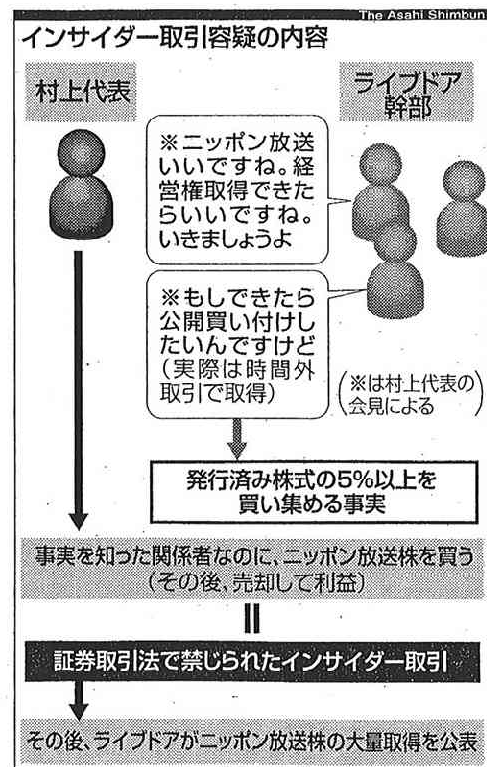 The Asahi Shimbun
インサイダー取引容疑の内容
村上代表
ライブドア
幹部
※ニッポン放送
いいですね。経
営権取得できた
らいいですね。
いきましょうよ
※もしできたら
公開買い付けし
たいんですけど
(実際は時間外
取引で取得)
(※は村上代表の
会見による)
発行済み株式の5%以上を
買い集める事実
事実を知った関係者なのに、ニッポン放送株を買う
(その後、売却して利益)
=
証券取引法で禁じられたインサイダー取引
その後、ライブドアがニッポン放送株の大量取得を公表